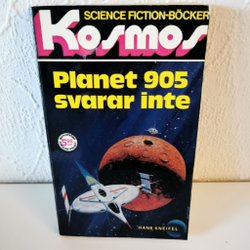 SCIENCE FICTION-BÖCKER
Kosmos
Planet 905
svarar inte
HANS KNEIFEL